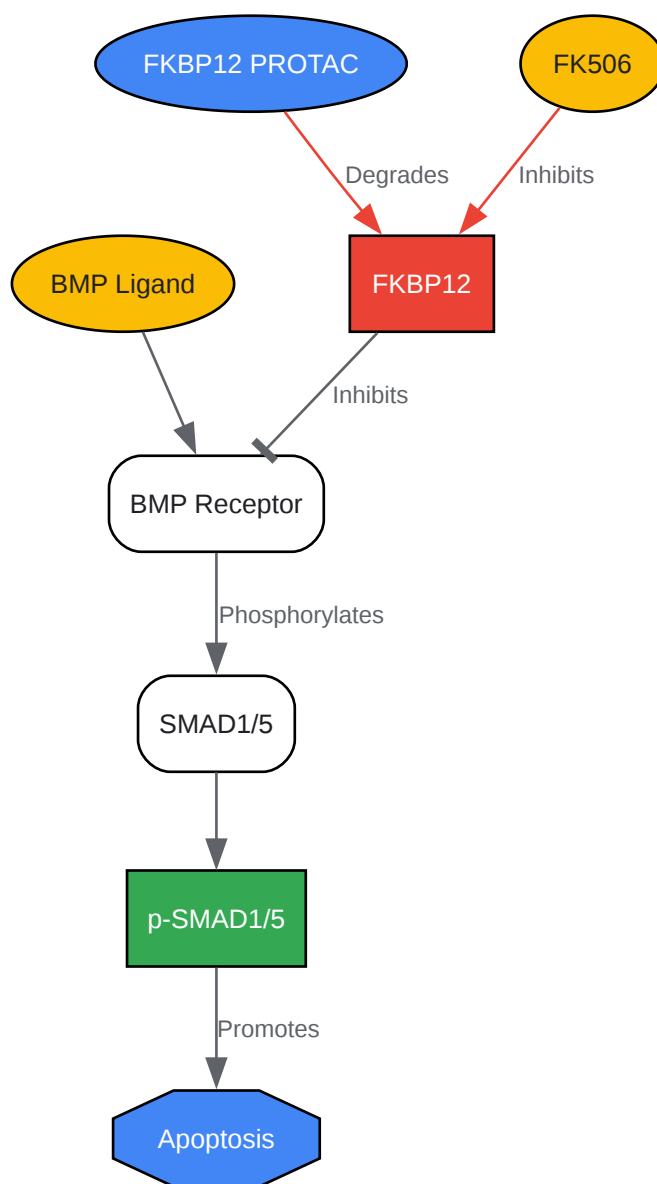 FKBP12 PROTAC
FK506
Degrades
Inhibits
BMP Ligand
FKBP12
Inhibits
BMP Receptor
Phosphorylates
SMAD1/5
p-SMAD1/5
Promotes
Apoptosis